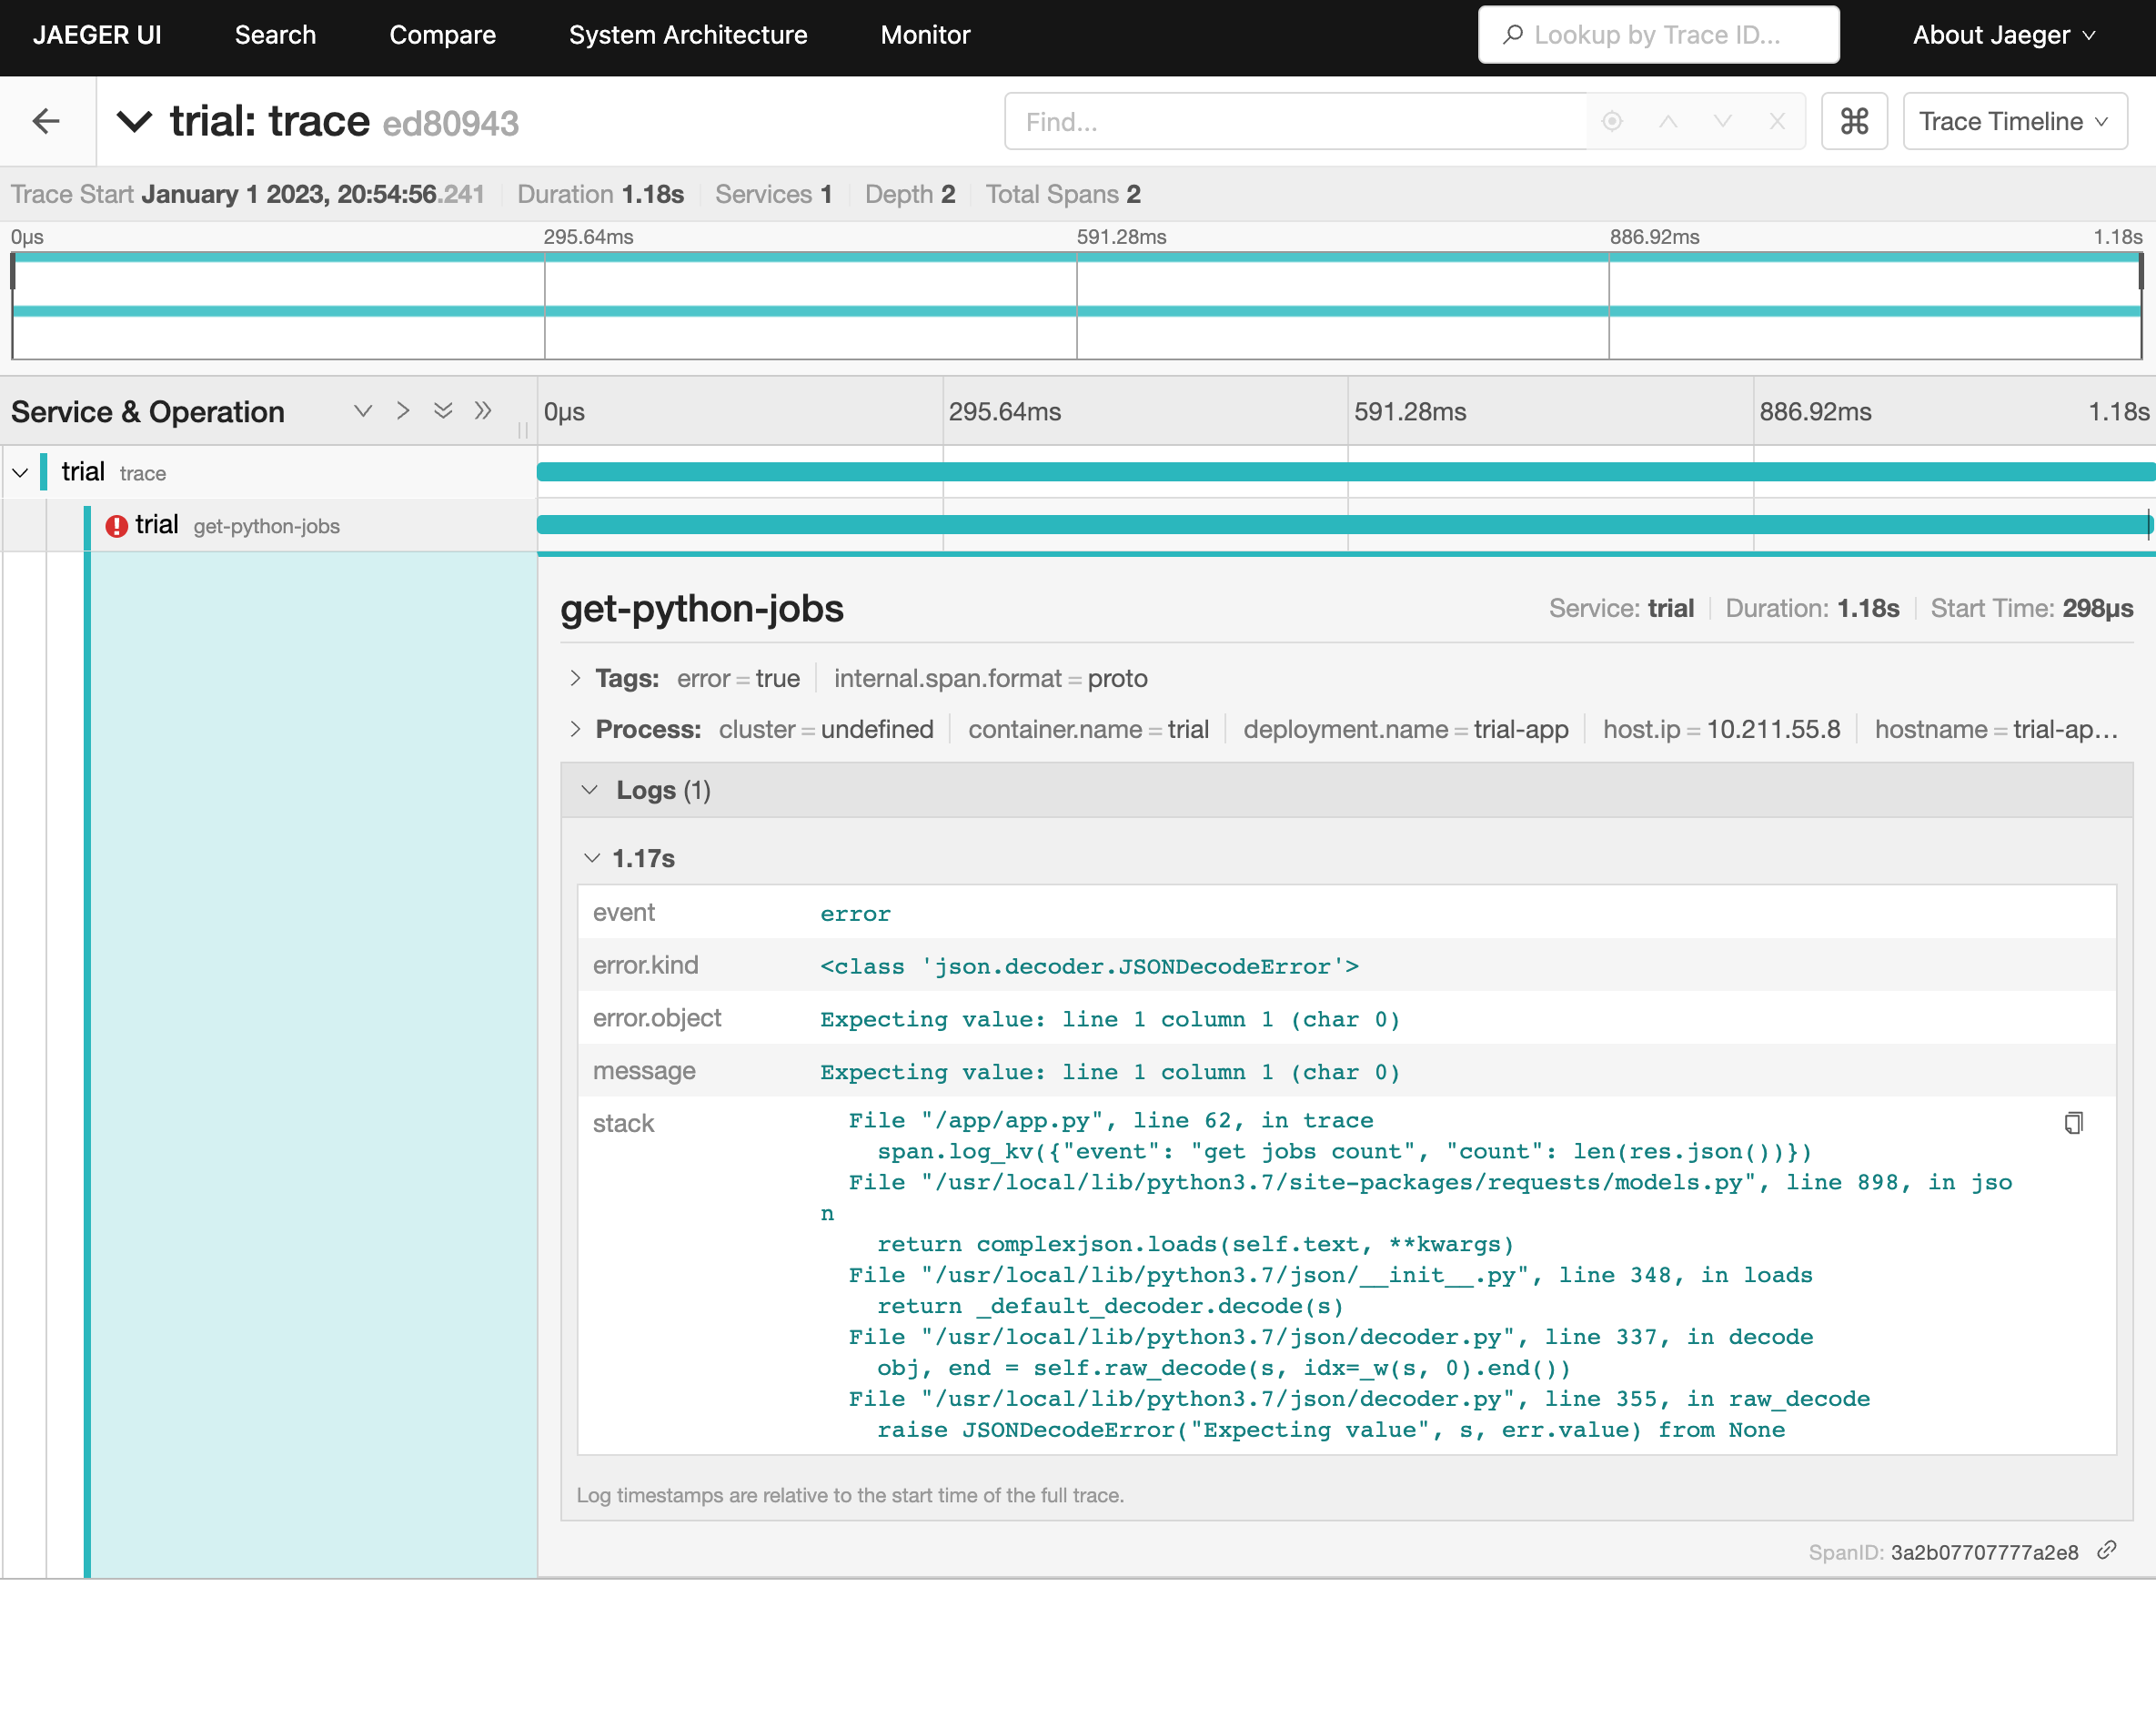 JAEGER UI Search Compare System Architecture Monitor Lookup by Trace ID... About Jaeger
trial: trace ed80943 Find... Trace Timeline
Trace Start January 1 2023, 20:54:56.241 Duration 1.18s Services 1 Depth 2 Total Spans 2
0µs 295.64ms 591.28ms 886.92ms 1.18s
Service & Operation 0µs 295.64ms 591.28ms 886.92ms 1.18s
trial trace
trial get-python-jobs
get-python-jobs Service: trial Duration: 1.18s Start Time: 298µs
Tags: error = true internal.span.format = proto
Process: cluster = undefined container.name = trial deployment.name = trial-app host.ip = 10.211.55.8 hostname = trial-ap...
Logs (1)
1.17s
event error
error.kind <class 'json.decoder.JSONDecodeError'>
error.object Expecting value: line 1 column 1 (char 0)
message Expecting value: line 1 column 1 (char 0)
stack File "/app/app.py", line 62, in trace
span.log_kv({"event": "get jobs count", "count": len(res.json())})
File "/usr/local/lib/python3.7/site-packages/requests/models.py", line 898, in jso
n
return complexjson.loads(self.text, **kwargs)
File "/usr/local/lib/python3.7/json/__init__.py", line 348, in loads
return _default_decoder.decode(s)
File "/usr/local/lib/python3.7/json/decoder.py", line 337, in decode
obj, end = self.raw_decode(s, idx=_w(s, 0).end())
File "/usr/local/lib/python3.7/json/decoder.py", line 355, in raw_decode
raise JSONDecodeError("Expecting value", s, err.value) from None
Log timestamps are relative to the start time of the full trace.
SpanID: 3a2b07707777a2e8